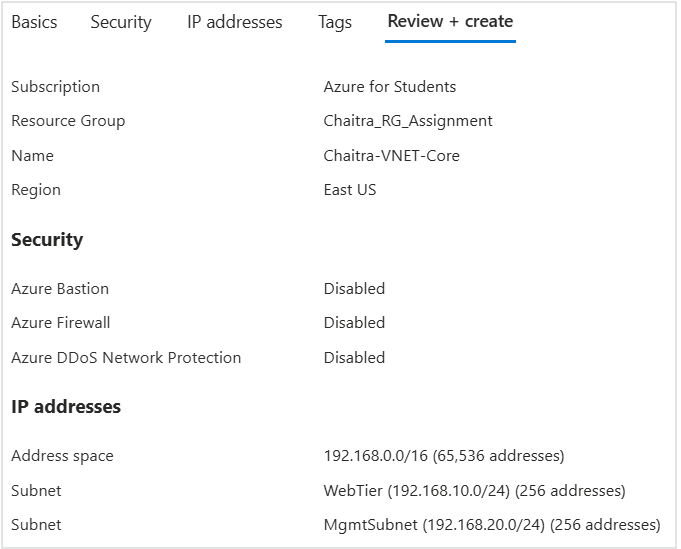 Basics Security IP addresses Tags Review + create
Subscription Azure for Students
Resource Group Chaitra_RG_Assignment
Name Chaitra-VNET-Core
Region East US
Security
Azure Bastion Disabled
Azure Firewall Disabled
Azure DDoS Network Protection Disabled
IP addresses
Address space 192.168.0.0/16 (65,536 addresses)
Subnet WebTier (192.168.10.0/24) (256 addresses)
Subnet MgmtSubnet (192.168.20.0/24) (256 addresses)